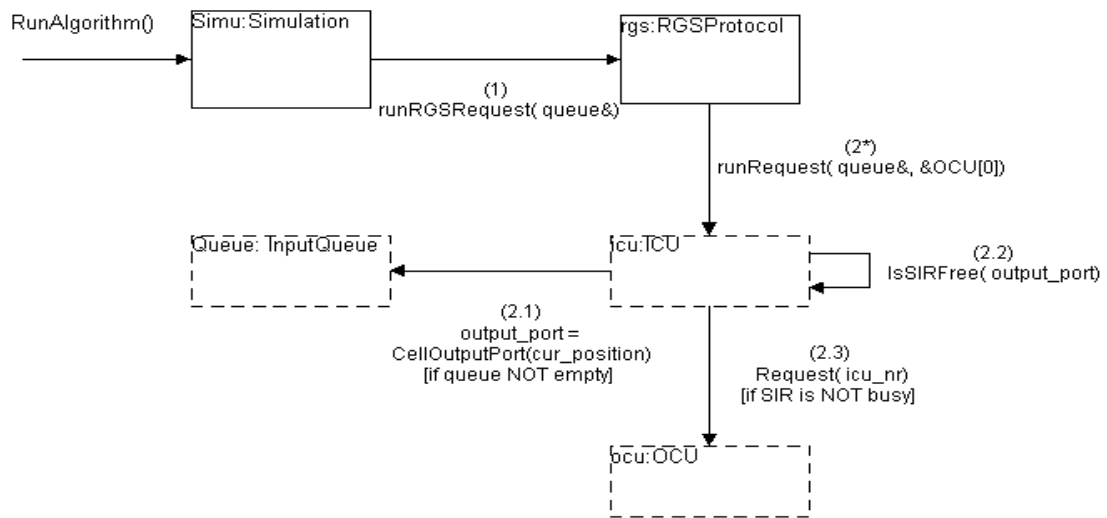 RunAlgorithm()
Simu:Simulation
rgs:RGSProtocol
(1)
runRGSRequest( queue&)
(2*)
runRequest( queue&, &OCU[0])
Queue: InputQueue
icu:ICU
(2.2)
IsSIRFree( output_port)
(2.1)
output_port =
CellOutputPort(cur_position)
[if queue NOT empty]
(2.3)
Request( icu_nr)
[if SIR is NOT busy]
ocu:OCU